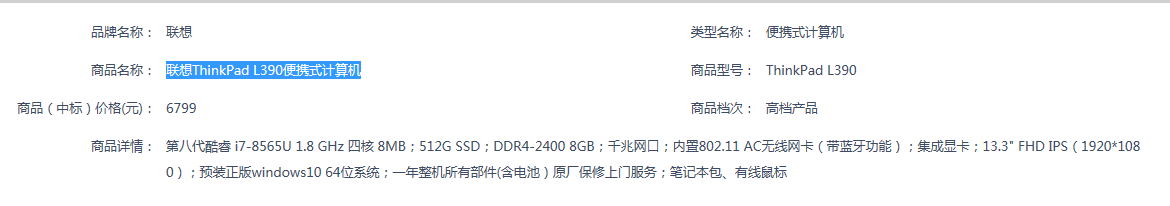 品牌名称： 联想 类型名称： 便携式计算机
商品名称： 联想ThinkPad L390便携式计算机 商品型号： ThinkPad L390
商品（中标）价格(元)： 6799 商品档次： 高档产品
商品详情： 第八代酷睿 i7-8565U 1.8 GHz 四核 8MB；512G SSD；DDR4-2400 8GB；千兆网口；内置802.11 AC无线网卡（带蓝牙功能）；集成显卡；13.3" FHD IPS（1920*108
0）；预装正版windows10 64位系统；一年整机所有部件(含电池）原厂保修上门服务；笔记本包、有线鼠标